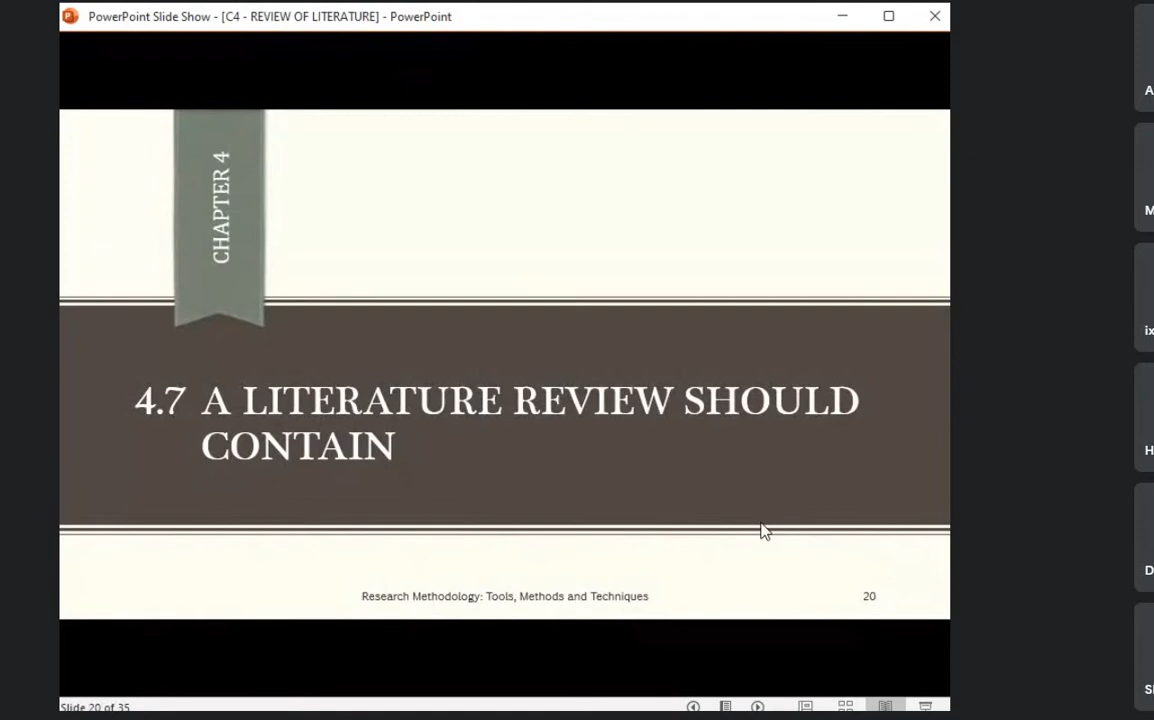 PowerPoint Slide Show - [C4 - REVIEW OF LITERATURE] - PowerPoint
CHAPTER 4
4.7 A LITERATURE REVIEW SHOULD
CONTAIN
Research Methodology: Tools, Methods and Techniques
20
Slide 20 of 35
A
M
ix
H
D